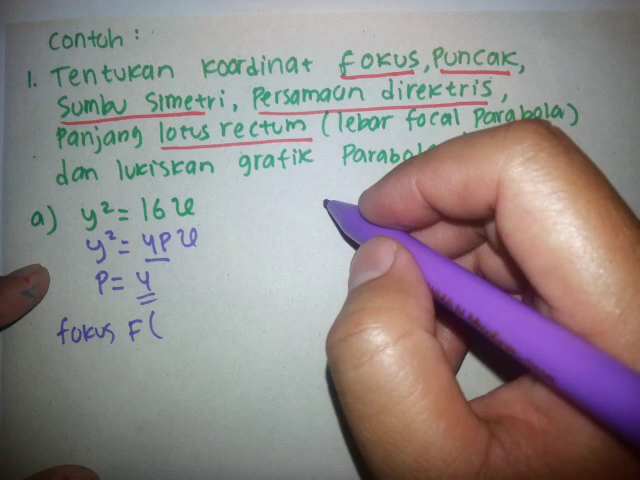 Contoh :
1. Tentukan koordinat fokus, Puncak,
Sumbu Simetri, Persamaan direktris,
Panjang lotus rectum (lebar focal Parabola)
dan lukiskan grafik Parabola
a) y² = 16x
y² = 4px
P = 4
fokus F(